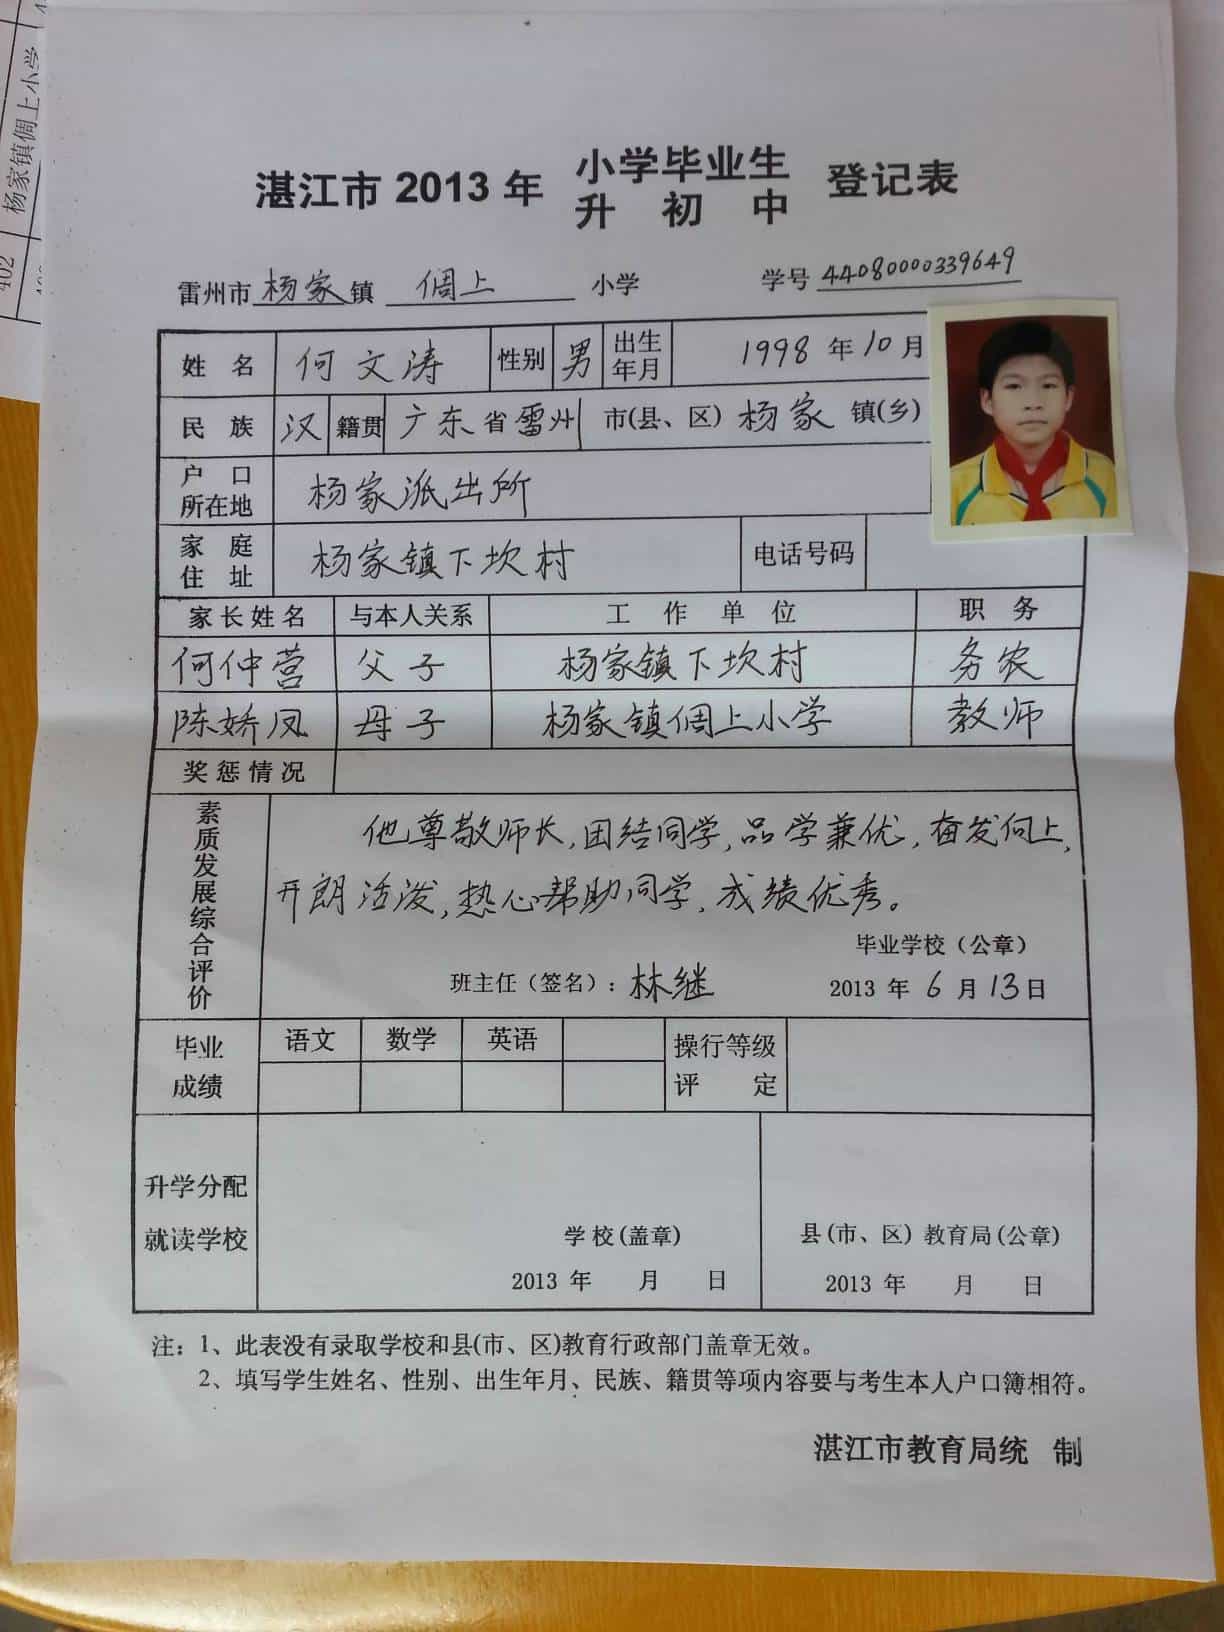 杨家镇倜上小学
402
湛江市 2013 年 小学毕业生 登记表
升 初 中
雷州市 杨家 镇 倜上 小学 学号 44080000339649
姓 名 何文涛 性别 男 出生年月 1998 年 10 月
民 族 汉 籍贯 广东 省 雷州 市(县、区) 杨家 镇(乡)
户 口 所在地 杨家派出所
家 庭 住 址 杨家镇下坎村 电话号码
家长姓名 与本人关系 工 作 单 位 职 务
何仲营 父子 杨家镇下坎村 务农
陈娇凤 母子 杨家镇倜上小学 教师
奖惩情况
素质发展综合评价
他尊敬师长,团结同学,品学兼优,奋发向上,
开朗活泼,热心帮助同学,成绩优秀。
毕业学校（公章）
班主任（签名）: 林继 2013 年 6 月 13 日
毕业成绩 语文 数学 英语 操行等级评 定
升学分配
就读学校
学校(盖章) 县(市、区) 教育局(公章)
2013 年 月 日 2013 年 月 日
注: 1、此表没有录取学校和县(市、区)教育行政部门盖章无效。
2、填写学生姓名、性别、出生年月、民族、籍贯等项内容要与考生本人户口簿相符。
湛江市教育局统 制